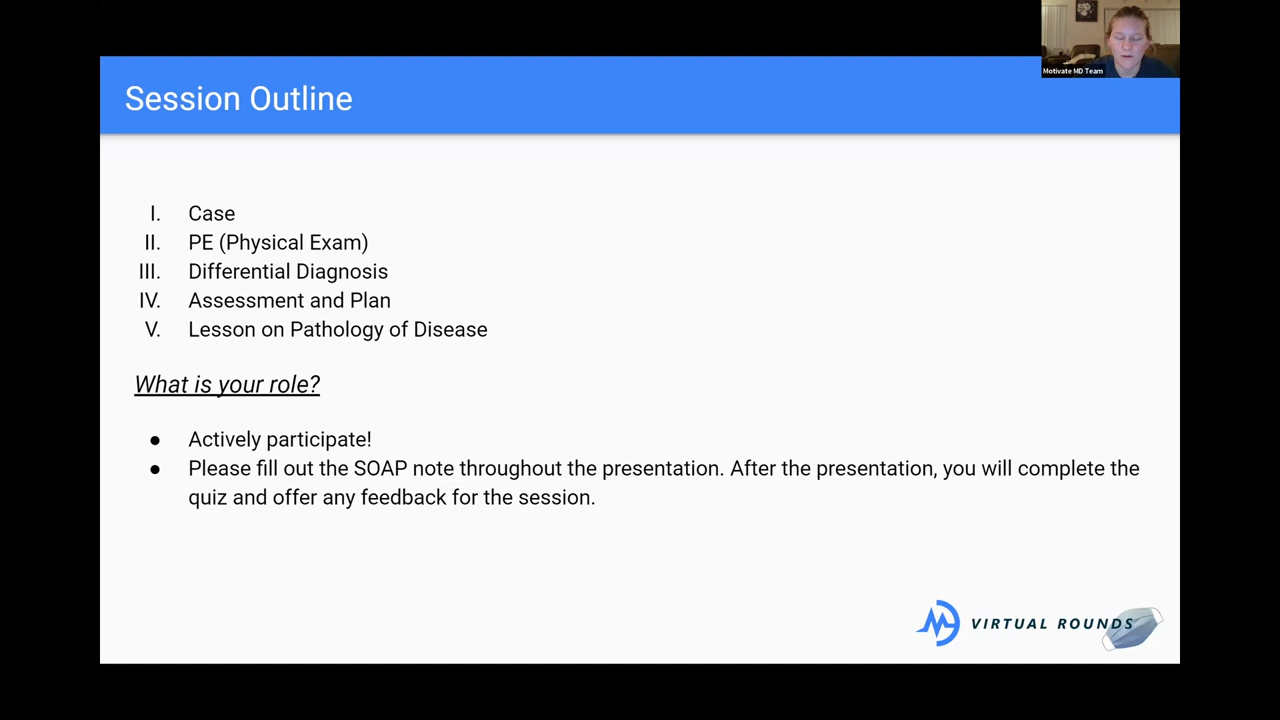 Motivate MD Team
Session Outline
I. Case
II. PE (Physical Exam)
III. Differential Diagnosis
IV. Assessment and Plan
V. Lesson on Pathology of Disease
What is your role?
● Actively participate!
● Please fill out the SOAP note throughout the presentation. After the presentation, you will complete the
quiz and offer any feedback for the session.
VIRTUAL ROUNDS